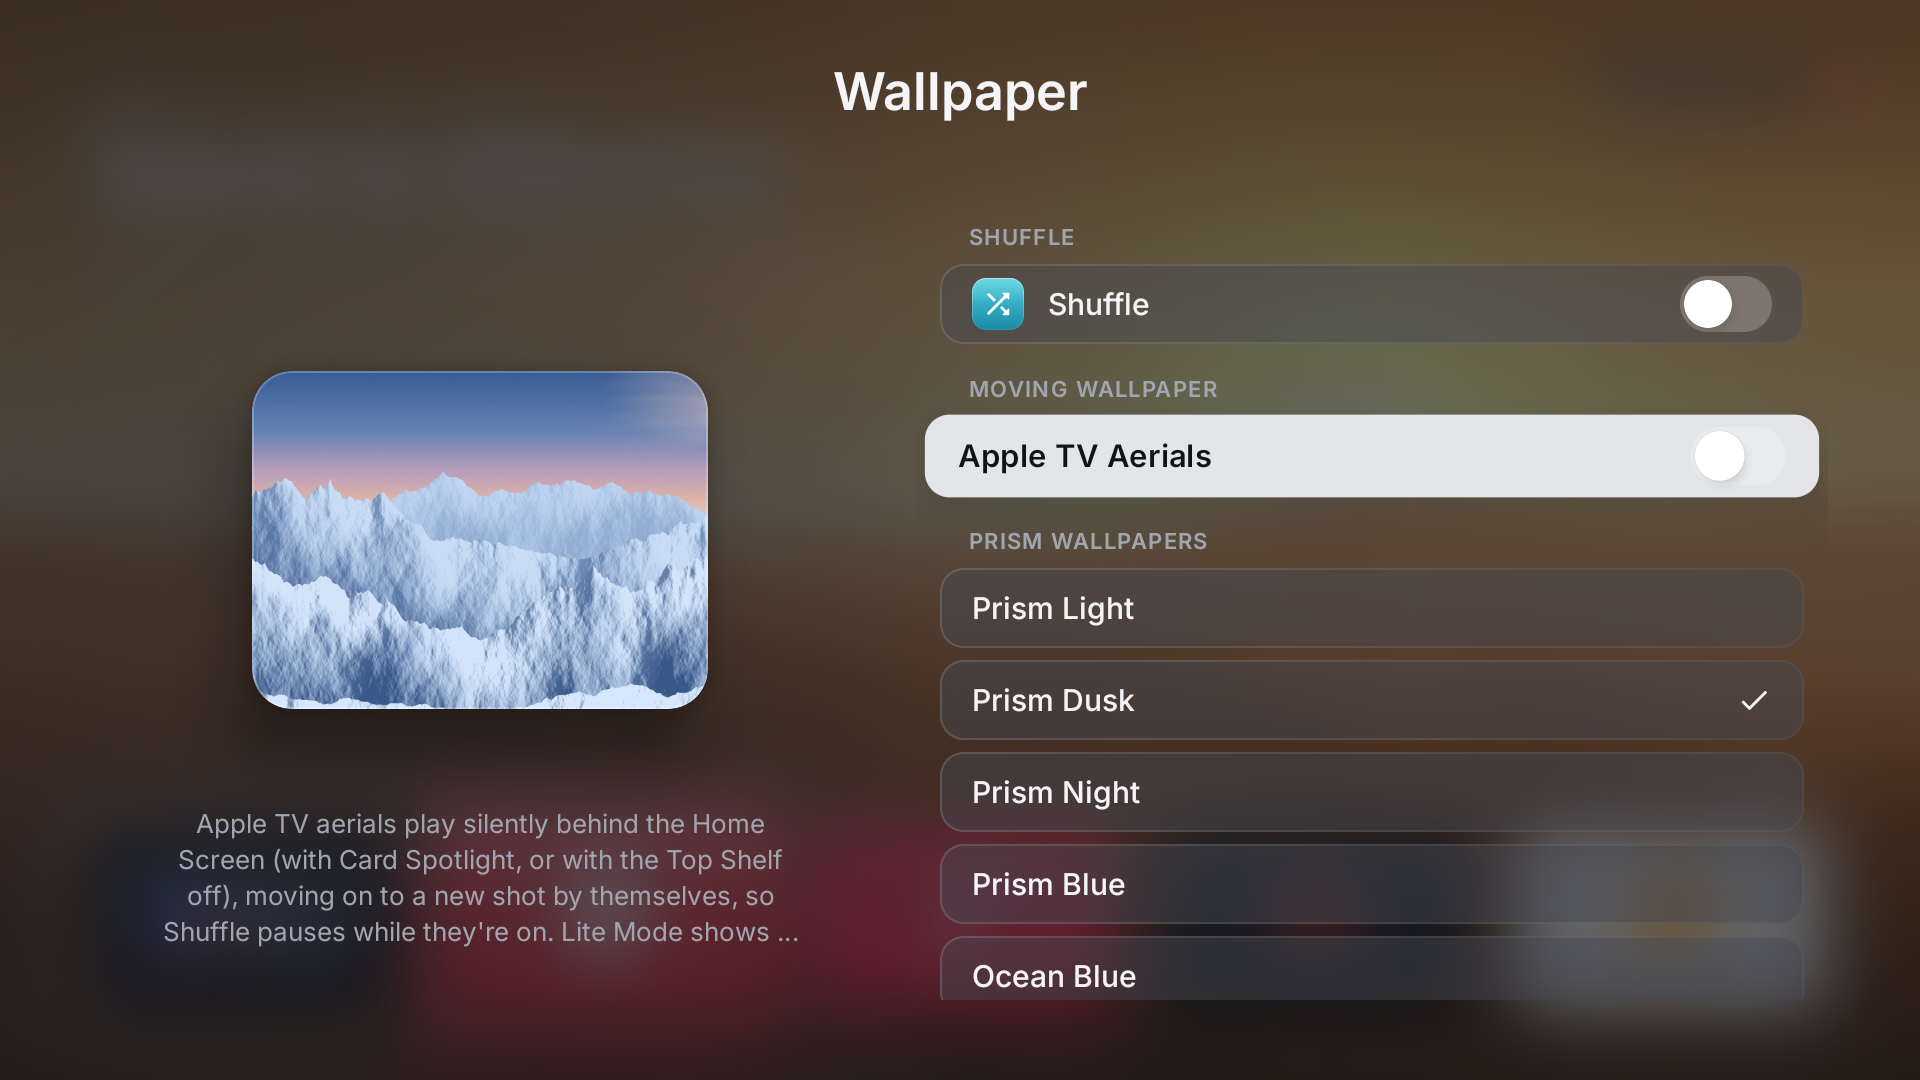 Wallpaper
SHUFFLE
Shuffle
MOVING WALLPAPER
Apple TV Aerials
PRISM WALLPAPERS
Prism Light
Prism Dusk
Prism Night
Prism Blue
Ocean Blue
Apple TV aerials play silently behind the Home
Screen (with Card Spotlight, or with the Top Shelf
off), moving on to a new shot by themselves, so
Shuffle pauses while they're on. Lite Mode shows ...